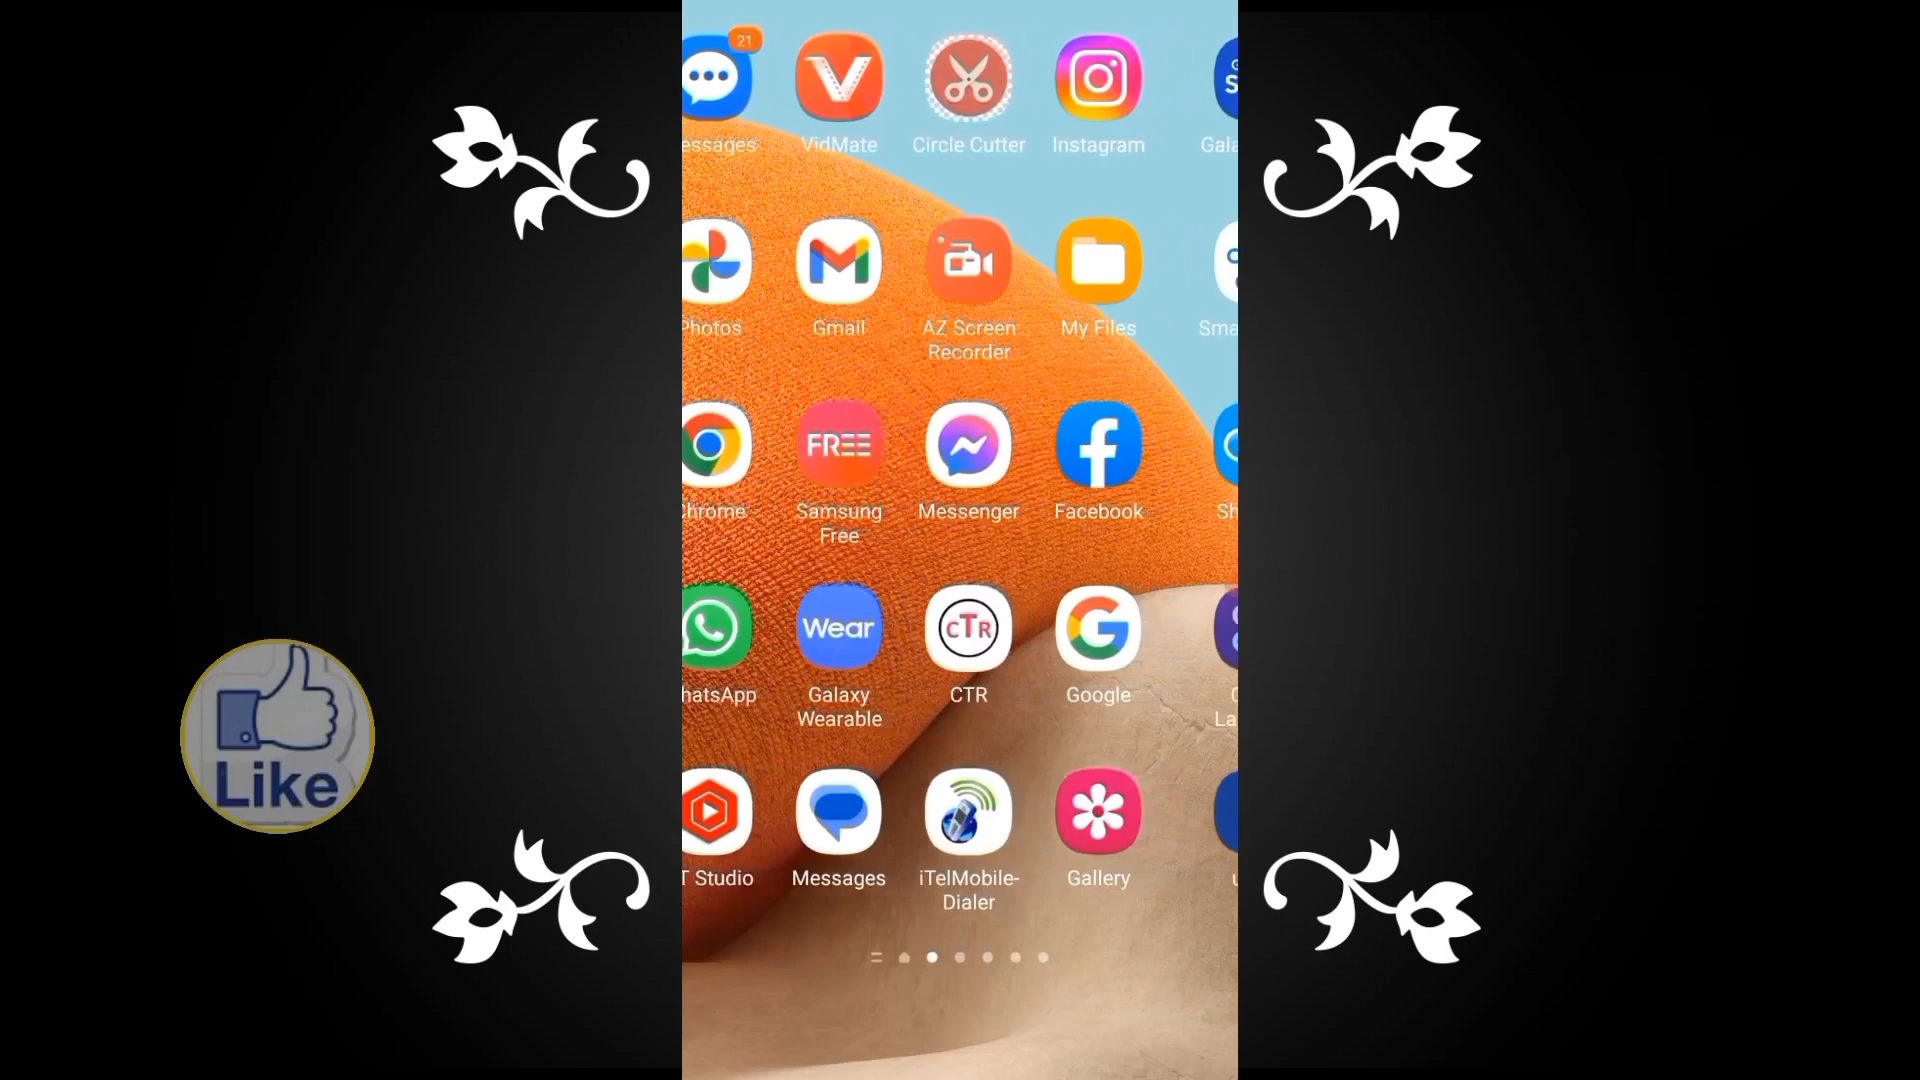 21
essages
VidMate
Circle Cutter
Instagram
Gala
Photos
Gmail
AZ Screen
Recorder
My Files
Sma
FREE
hrome
Samsung
Free
Messenger
Facebook
Sh
Wear
CTR
hatsApp
Galaxy
Wearable
CTR
Google
La
T Studio
Messages
iTelMobile-
Dialer
Gallery
Like